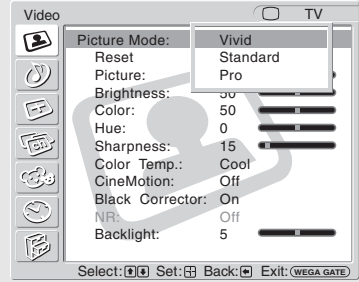 Video TV
Picture Mode: Vivid
Reset Standard
Picture: Pro
Brightness: 50
Color: 50
Hue: 0
Sharpness: 15
Color Temp.: Cool
CineMotion: Off
Black Corrector: On
NR: Off
Backlight: 5
Select: Set: Back: Exit: WEGA GATE